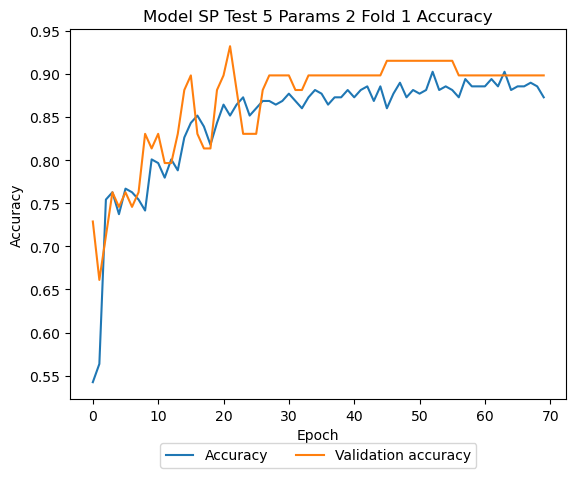 Model SP Test 5 Params 2 Fold 1 Accuracy
0.95
0.90
0.85
0.80
0.75
0.70
0.65
0.60
0.55
Accuracy
0 10 20 30 40 50 60 70
Epoch
Accuracy Validation accuracy